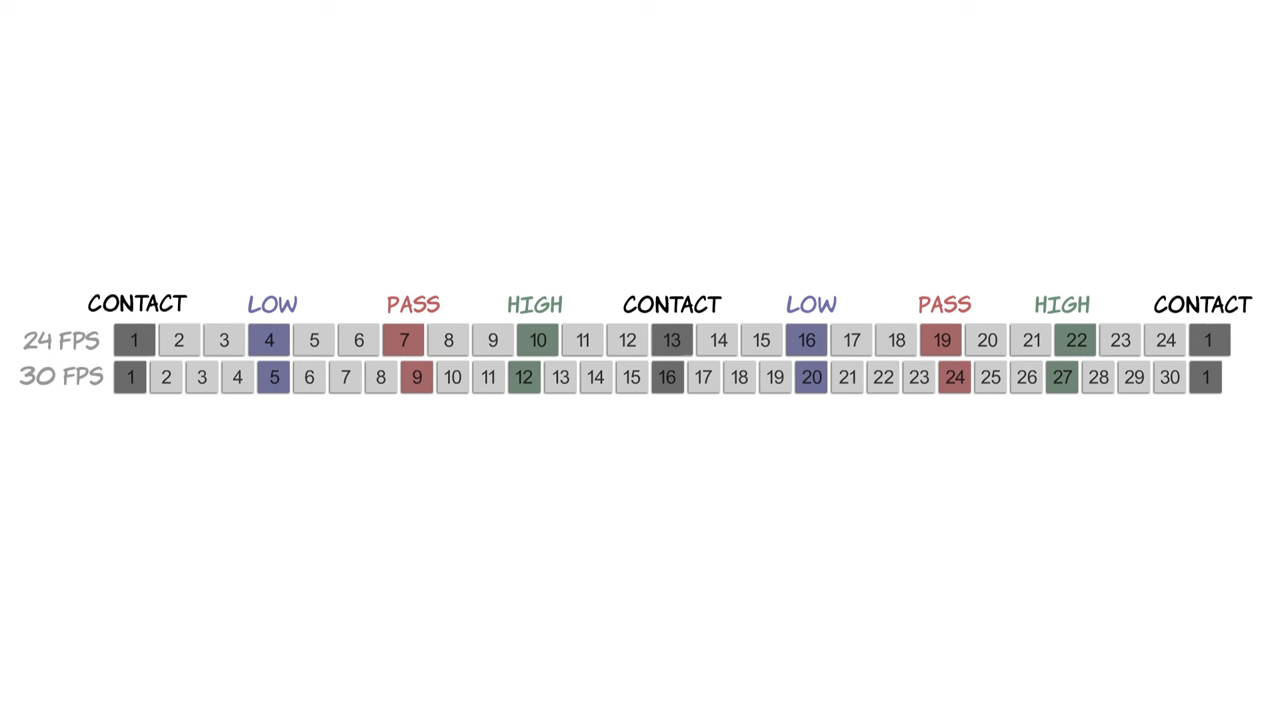 CONTACT LOW PASS HIGH CONTACT LOW PASS HIGH CONTACT
24 FPS 1 2 3 4 5 6 7 8 9 10 11 12 13 14 15 16 17 18 19 20 21 22 23 24 1
30 FPS 1 2 3 4 5 6 7 8 9 10 11 12 13 14 15 16 17 18 19 20 21 22 23 24 25 26 27 28 29 30 1